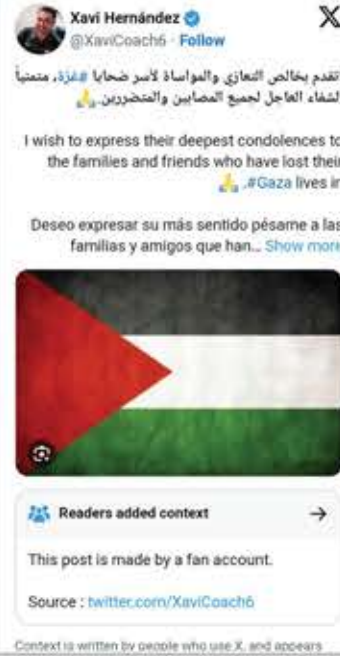 Xavi Hernández
@XaviCoach6 · Follow
نتقدم بخالص التعازي والمواساة لأسر ضحايا #غزة، متمنياً
الشفاء العاجل لجميع المصابين والمتضررين.🙏
I wish to express their deepest condolences to
the families and friends who have lost their
🙏 .#Gaza lives in
Deseo expresar su más sentido pésame a las
familias y amigos que han... Show more
Readers added context
This post is made by a fan account.
Source : twitter.com/XaviCoach6
Context is written by people who use X, and appears